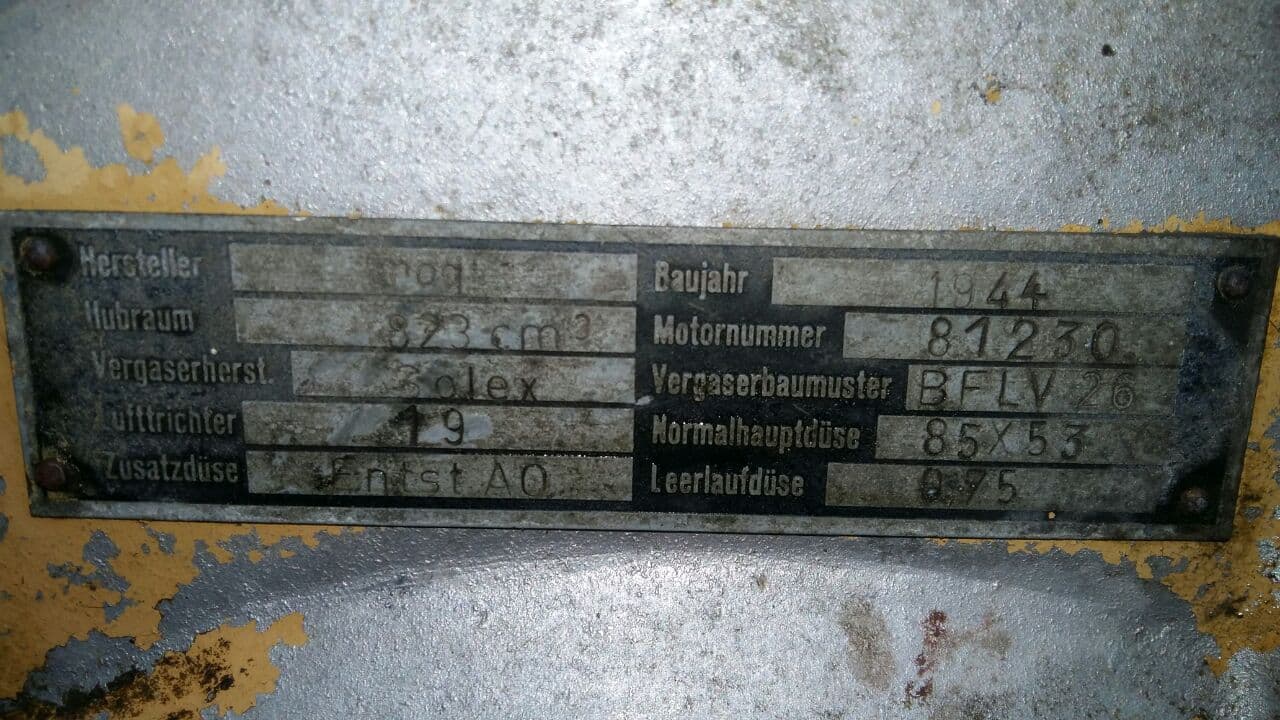 Hersteller
Baujahr 1944
Hubraum 823 cm³
Motornummer 81230
Vergaserherst. Solex
Vergaserbaumuster BFLV 26
Lufttrichter 19
Normalhauptdüse 85X53
Zusatzdüse Entst AO
Leerlaufdüse 0,75